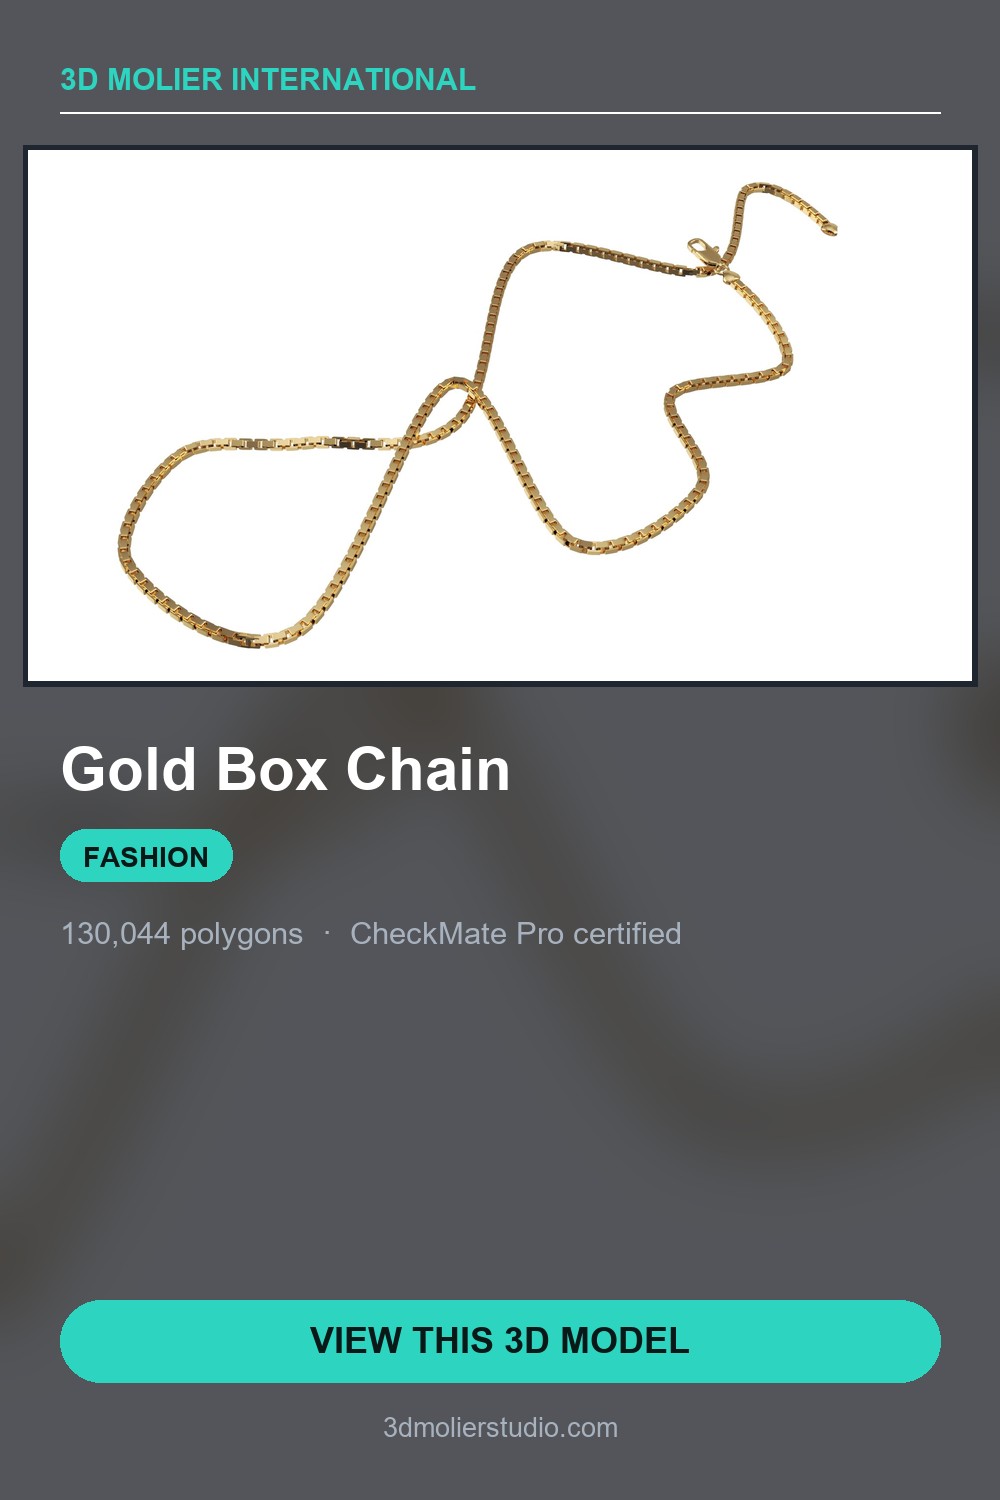 3D MOLIER INTERNATIONAL
Gold Box Chain
FASHION
130,044 polygons · CheckMate Pro certified
VIEW THIS 3D MODEL
3dmolierstudio.com